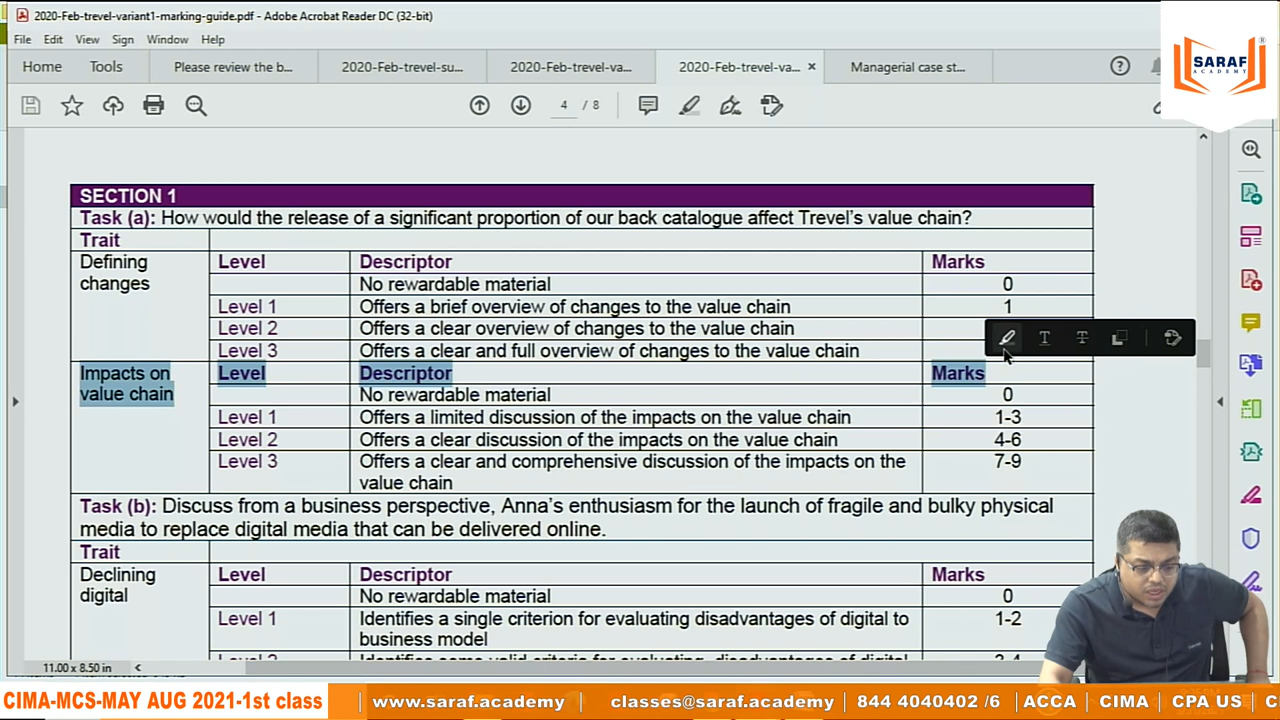 2020-Feb-trevel-variant1-marking-guide.pdf - Adobe Acrobat Reader DC (32-bit)
File Edit View Sign Window Help
Home Tools Please review the b... 2020-Feb-trevel-su... 2020-Feb-trevel-va... 2020-Feb-trevel-va... × Managerial case st...
4 / 8
SARAF
ACADEMY
SECTION 1
Task (a): How would the release of a significant proportion of our back catalogue affect Trevel's value chain?
Trait
Defining changes
Level Descriptor Marks
No rewardable material 0
Level 1 Offers a brief overview of changes to the value chain 1
Level 2 Offers a clear overview of changes to the value chain
Level 3 Offers a clear and full overview of changes to the value chain
Impacts on value chain
Level Descriptor Marks
No rewardable material 0
Level 1 Offers a limited discussion of the impacts on the value chain 1-3
Level 2 Offers a clear discussion of the impacts on the value chain 4-6
Level 3 Offers a clear and comprehensive discussion of the impacts on the 7-9
value chain
Task (b): Discuss from a business perspective, Anna's enthusiasm for the launch of fragile and bulky physical
media to replace digital media that can be delivered online.
Trait
Declining digital
Level Descriptor Marks
No rewardable material 0
Level 1 Identifies a single criterion for evaluating disadvantages of digital to 1-2
business model
11.00 x 8.50 in
CIMA-MCS-MAY AUG 2021-1st class www.saraf.academy classes@saraf.academy | 844 4040402 /6 | ACCA | CIMA | CPA US | C